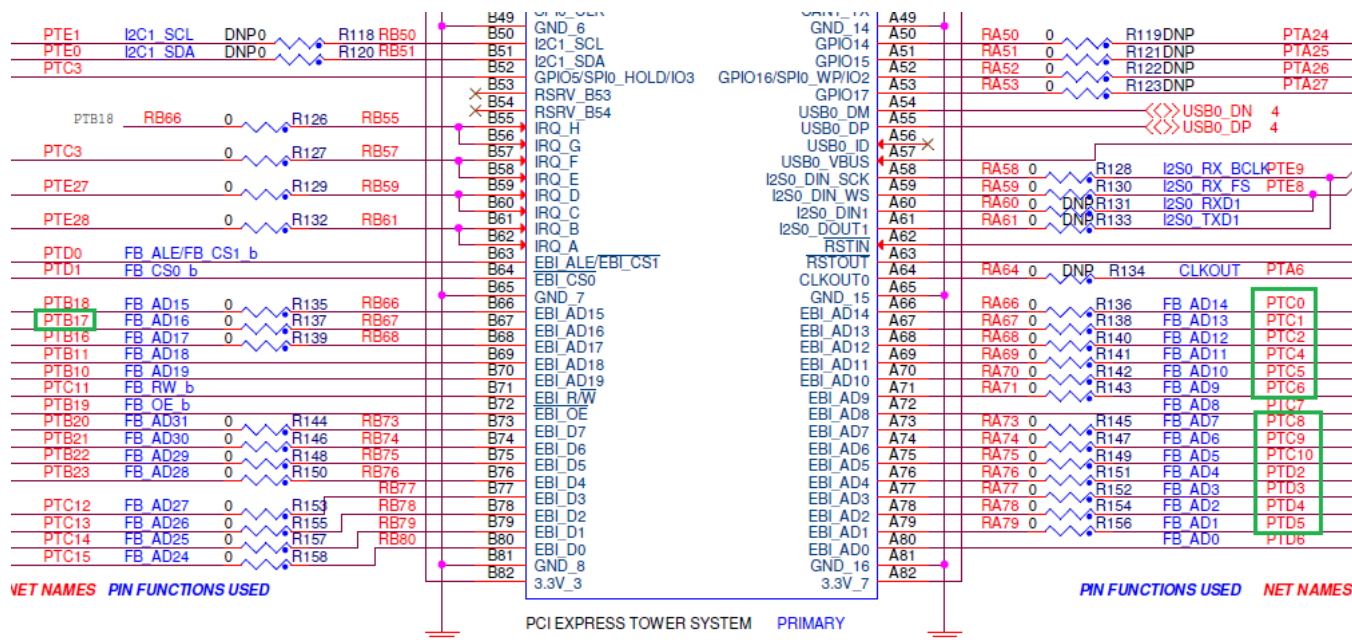 B49 GND_6 GND_14 A49
PTE1 I2C1_SCL DNP0 R118 RB50 B50 I2C1_SCL GPIO14 A50 RA50 0 R119DNP PTA24
PTE0 I2C1_SDA DNP0 R120 RB51 B51 I2C1_SDA GPIO15 A51 RA51 0 R121DNP PTA25
PTC3 B52 GPIO5/SPI0_HOLD/IO3 GPIO16/SPI0_WP/IO2 A52 RA52 0 R122DNP PTA26
B53 RSRV_B53 GPIO17 A53 RA53 0 R123DNP PTA27
B54 RSRV_B54 USB0_DM A54 USB0_DN 4
PTB18 RB66 0 R126 RB55 B55 IRQ_H USB0_DP A55 USB0_DP 4
B56 IRQ_G USB0_ID A56
PTC3 0 R127 RB57 B57 IRQ_F USB0_VBUS A57
B58 IRQ_E I2S0_DIN_SCK A58 RA58 0 R128 I2S0_RX_BCLK PTE9
PTE27 0 R129 RB59 B59 IRQ_D I2S0_DIN_WS A59 RA59 0 R130 I2S0_RX_FS PTE8
B60 IRQ_C I2S0_DIN1 A60 RA60 0 DNP R131 I2S0_RXD1
PTE28 0 R132 RB61 B61 IRQ_B I2S0_DOUT1 A61 RA61 0 DNP R133 I2S0_TXD1
B62 IRQ_A RSTIN A62
PTD0 FB_ALE/FB_CS1_b B63 EBI_ALE/EBI_CS1 RSTOUT A63
PTD1 FB_CS0_b B64 EBI_CS0 CLKOUT0 A64 RA64 0 DNP R134 CLKOUT PTA6
B65 GND_7 GND_15 A65
PTB18 FB_AD15 0 R135 RB66 B66 EBI_AD15 EBI_AD14 A66 RA66 0 R136 FB_AD14 PTC0
PTB17 FB_AD16 0 R137 RB67 B67 EBI_AD16 EBI_AD13 A67 RA67 0 R138 FB_AD13 PTC1
PTB16 FB_AD17 0 R139 RB68 B68 EBI_AD17 EBI_AD12 A68 RA68 0 R140 FB_AD12 PTC2
PTB11 FB_AD18 B69 EBI_AD18 EBI_AD11 A69 RA69 0 R141 FB_AD11 PTC4
PTB10 FB_AD19 B70 EBI_AD19 EBI_AD10 A70 RA70 0 R142 FB_AD10 PTC5
PTC11 FB_RW_b B71 EBI_R/W EBI_AD9 A71 RA71 0 R143 FB_AD9 PTC6
PTB19 FB_OE_b B72 EBI_OE EBI_AD8 A72 FB_AD8 PTC7
PTB20 FB_AD31 0 R144 RB73 B73 EBI_D7 EBI_AD7 A73 RA73 0 R145 FB_AD7 PTC8
PTB21 FB_AD30 0 R146 RB74 B74 EBI_D6 EBI_AD6 A74 RA74 0 R147 FB_AD6 PTC9
PTB22 FB_AD29 0 R148 RB75 B75 EBI_D5 EBI_AD5 A75 RA75 0 R149 FB_AD5 PTC10
PTB23 FB_AD28 0 R150 RB76 B76 EBI_D4 EBI_AD4 A76 RA76 0 R151 FB_AD4 PTD2
RB77 B77 EBI_D3 EBI_AD3 A77 RA77 0 R152 FB_AD3 PTD3
PTC12 FB_AD27 0 R153 RB78 B78 EBI_D2 EBI_AD2 A78 RA78 0 R154 FB_AD2 PTD4
PTC13 FB_AD26 0 R155 RB79 B79 EBI_D1 EBI_AD1 A79 RA79 0 R156 FB_AD1 PTD5
PTC14 FB_AD25 0 R157 RB80 B80 EBI_D0 EBI_AD0 A80 FB_AD0 PTD6
PTC15 FB_AD24 0 R158 B81 GND_8 GND_16 A81
B82 3.3V_3 3.3V_7 A82
NET NAMES PIN FUNCTIONS USED PIN FUNCTIONS USED NET NAMES
PCI EXPRESS TOWER SYSTEM PRIMARY